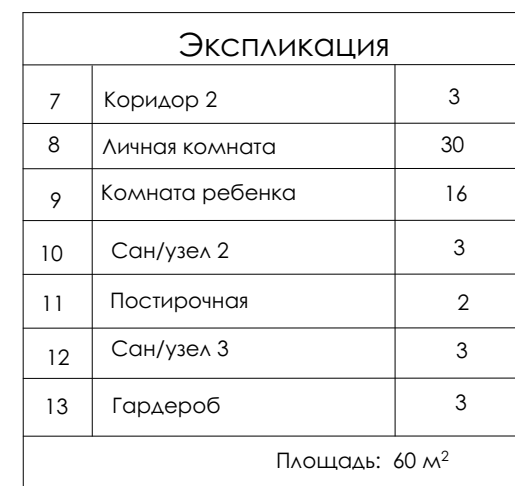 Экспликация
7 Коридор 2 3
8 Личная комната 30
9 Комната ребенка 16
10 Сан/узел 2 3
11 Постирочная 2
12 Сан/узел 3 3
13 Гардероб 3
Площадь: 60 м²